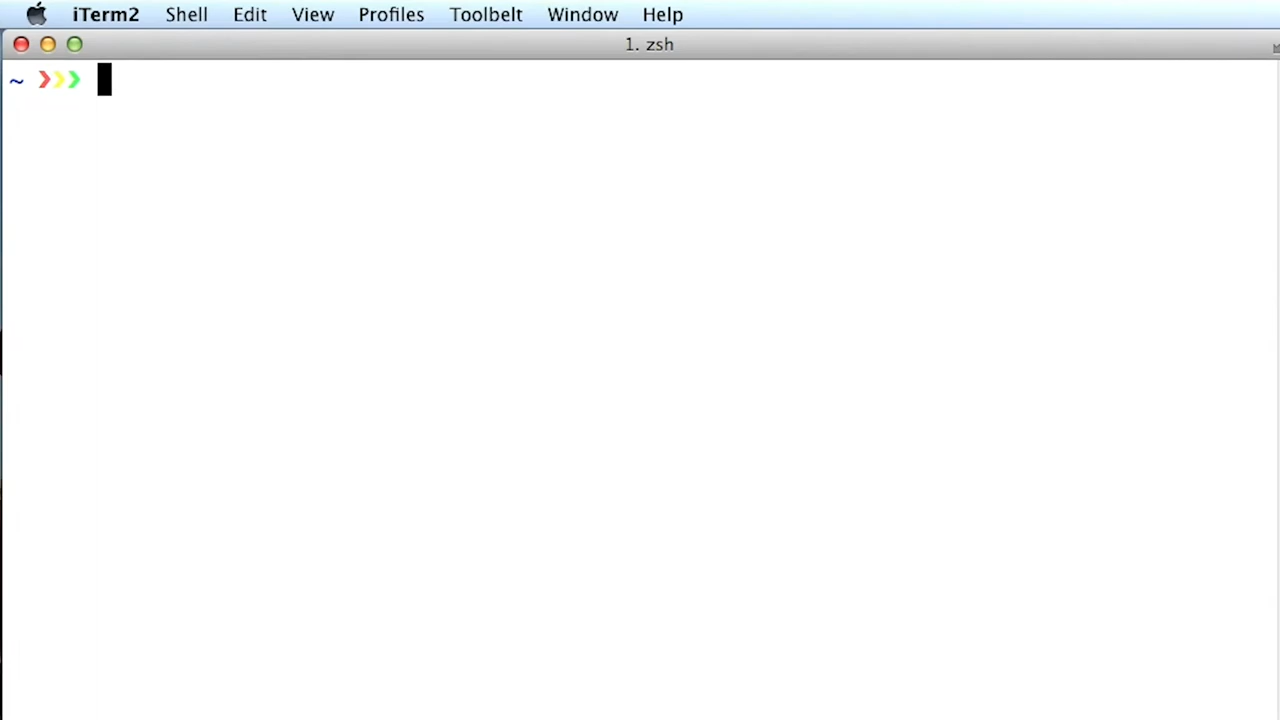 iTerm2 Shell Edit View Profiles Toolbelt Window Help
1. zsh
~ ❯❯❯